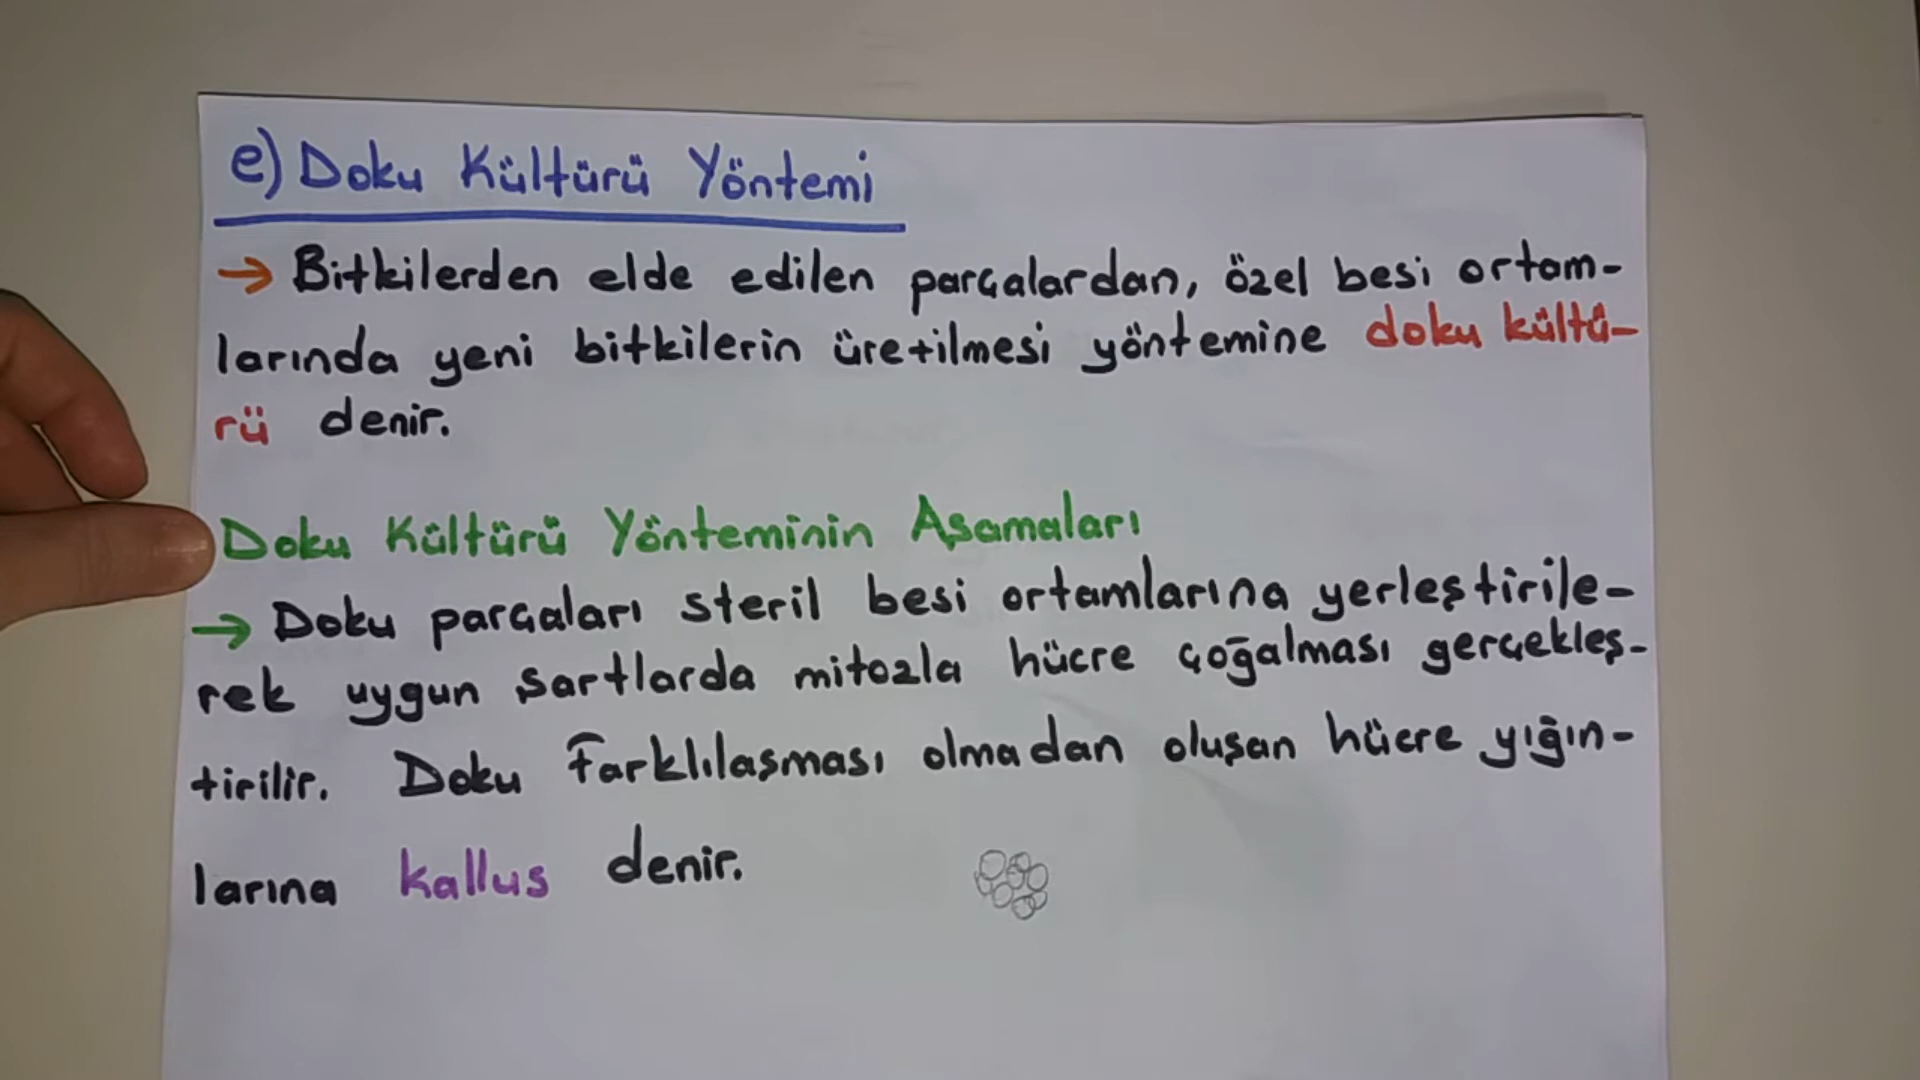 e) Doku Kültürü Yöntemi
→ Bitkilerden elde edilen parçalardan, özel besi ortam-
larında yeni bitkilerin üretilmesi yöntemine doku kültü-
rü denir.
Doku Kültürü Yönteminin Aşamaları
→ Doku parçaları steril besi ortamlarına yerleştirile-
rek uygun şartlarda mitozla hücre çoğalması gerçekleş-
tirilir. Doku farklılaşması olmadan oluşan hücre yığın-
larına kallus denir.